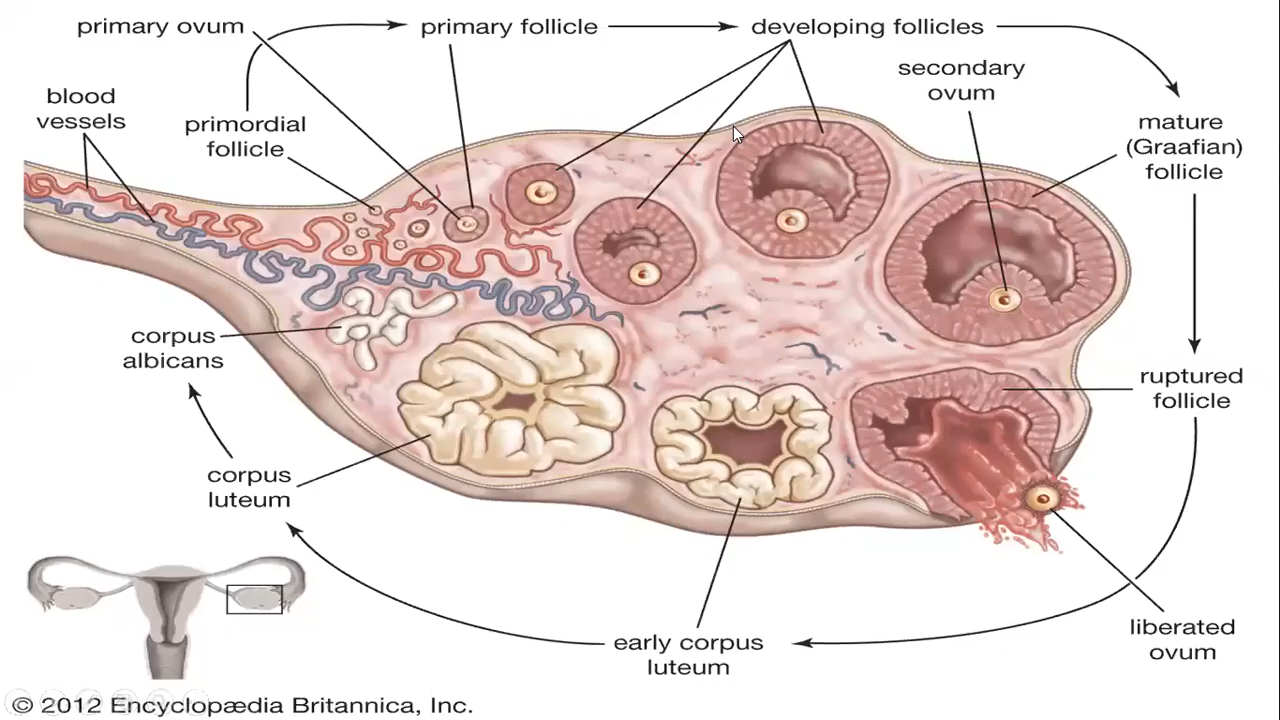 primary ovum
primary follicle
developing follicles
secondary
ovum
blood
vessels
primordial
follicle
mature
(Graafian)
follicle
corpus
albicans
ruptured
follicle
corpus
luteum
early corpus
luteum
liberated
ovum
© 2012 Encyclopædia Britannica, Inc.